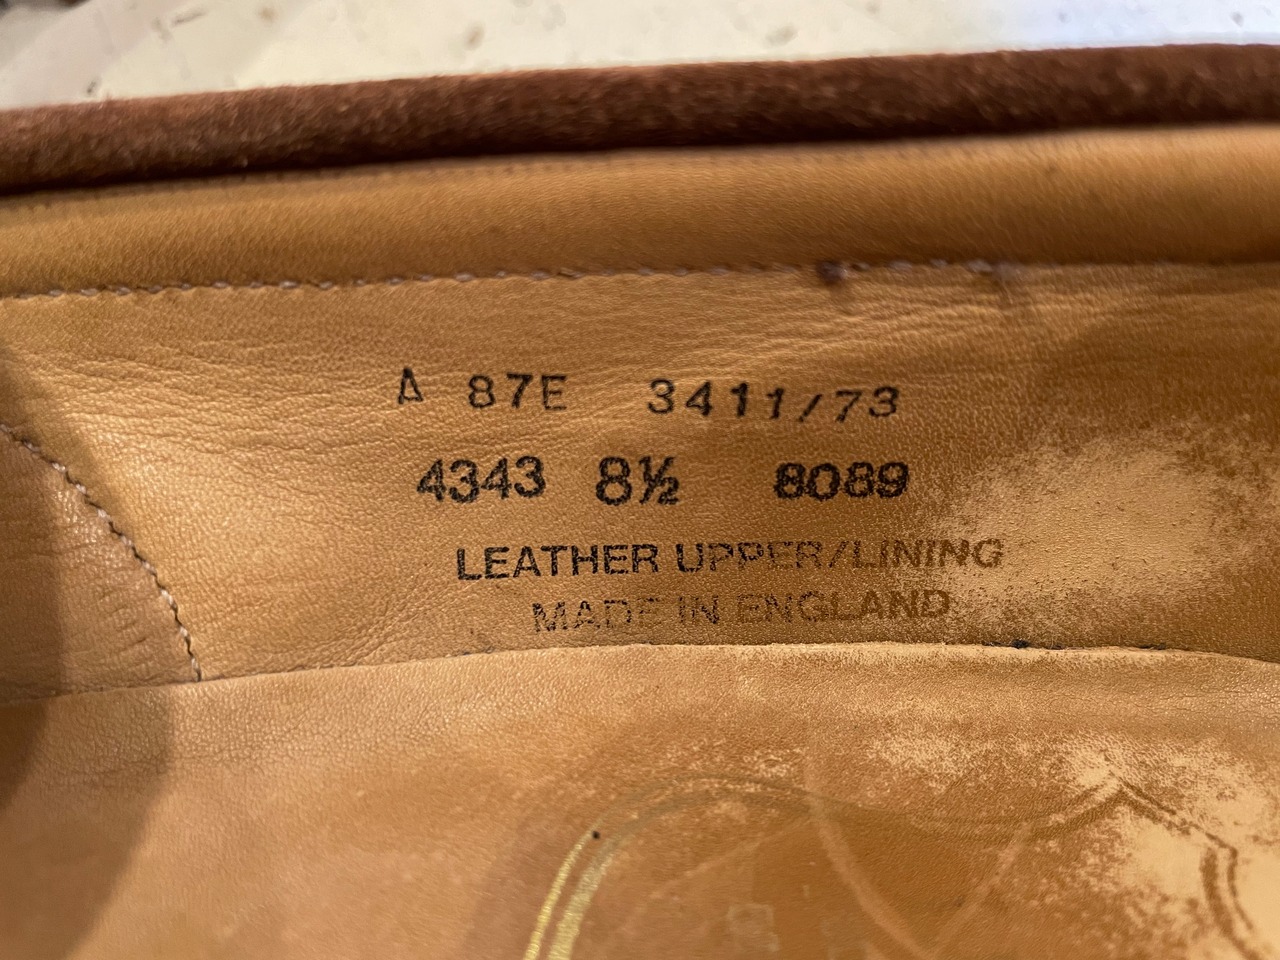 A 87E 3411/73
4343 8½ 8089
LEATHER UPPER/LINING
MADE IN ENGLAND